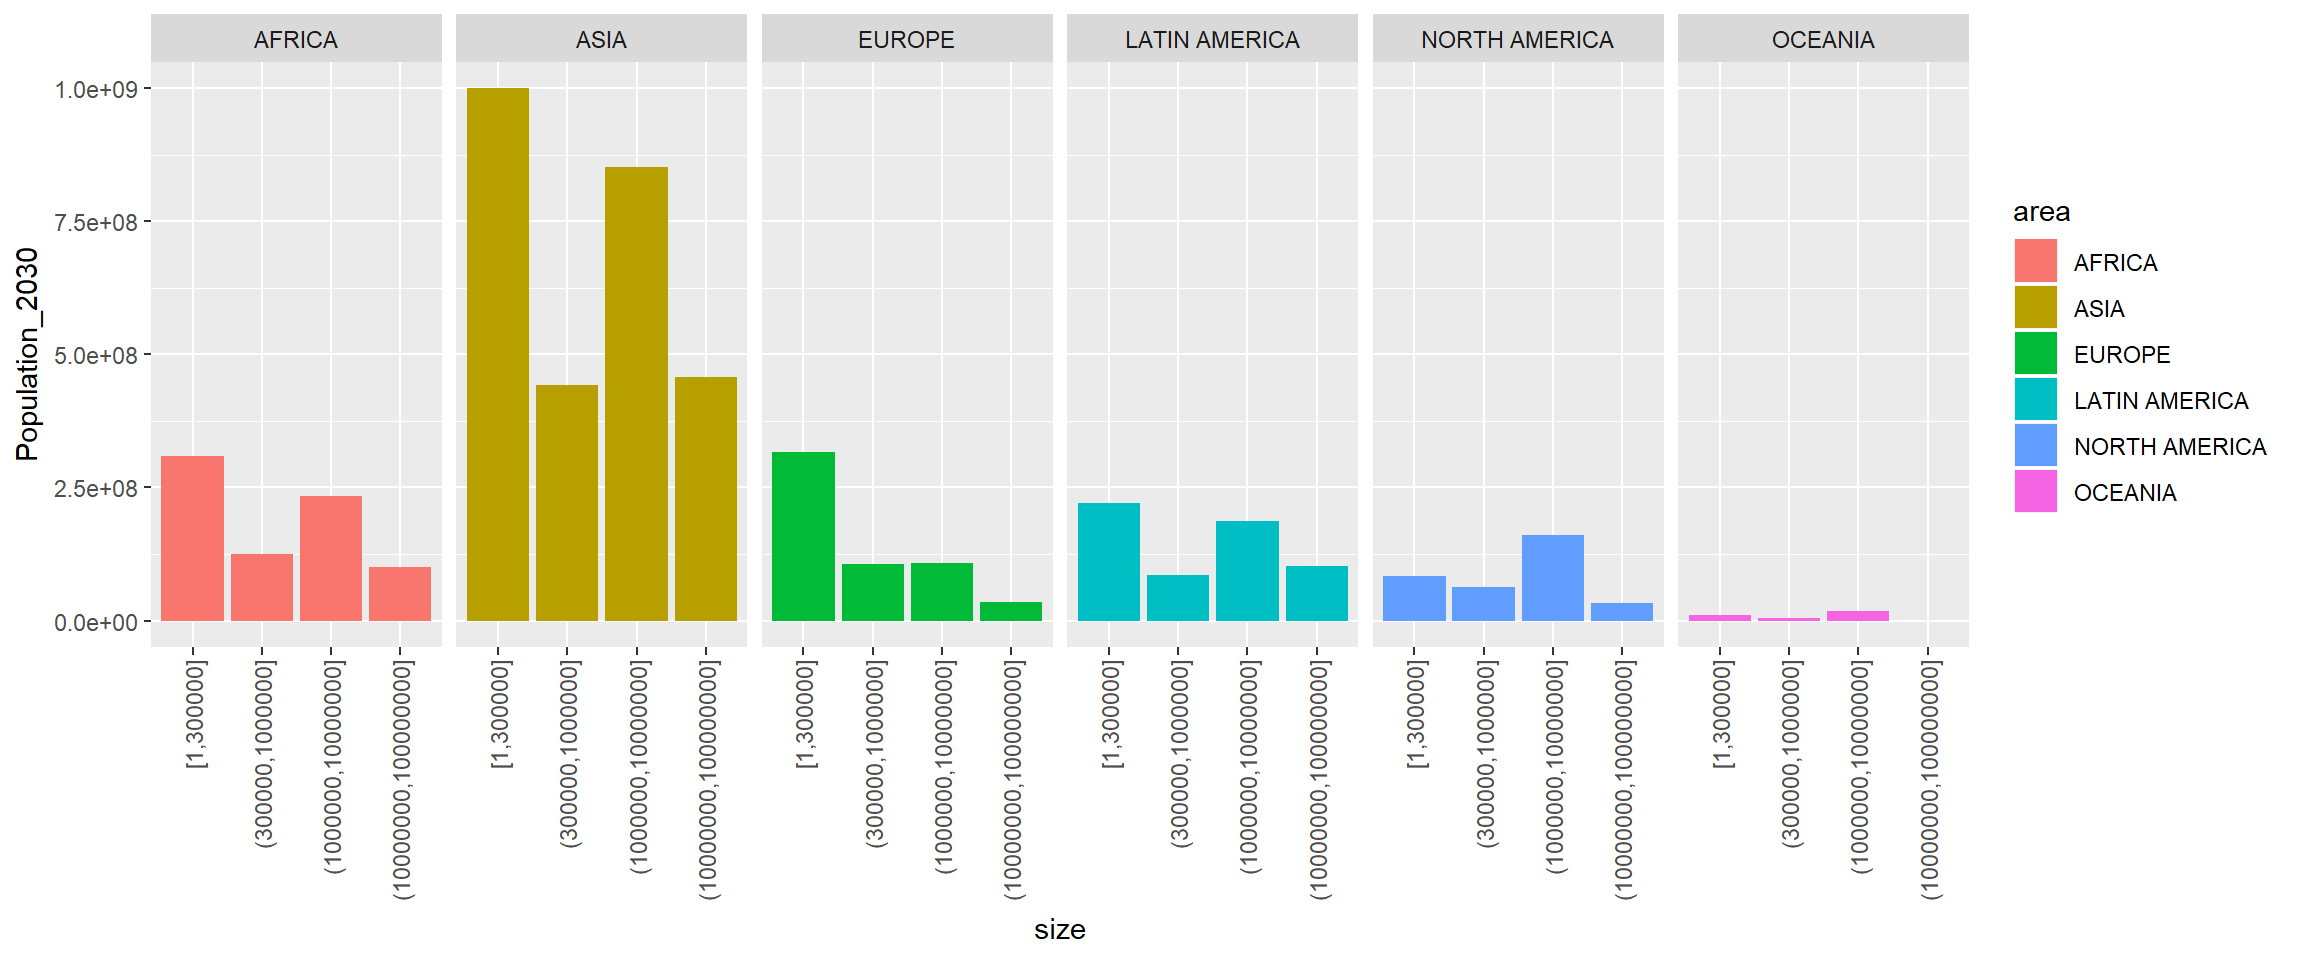 AFRICA
ASIA
EUROPE
LATIN AMERICA
NORTH AMERICA
OCEANIA
Population_2030
1.0e+09
7.5e+08
5.0e+08
2.5e+08
0.0e+00
[1,300000]
(300000,1000000]
(1000000,10000000]
(10000000,100000000]
[1,300000]
(300000,1000000]
(1000000,10000000]
(10000000,100000000]
[1,300000]
(300000,1000000]
(1000000,10000000]
(10000000,100000000]
[1,300000]
(300000,1000000]
(1000000,10000000]
(10000000,100000000]
[1,300000]
(300000,1000000]
(1000000,10000000]
(10000000,100000000]
[1,300000]
(300000,1000000]
(1000000,10000000]
(10000000,100000000]
size
area
AFRICA
ASIA
EUROPE
LATIN AMERICA
NORTH AMERICA
OCEANIA